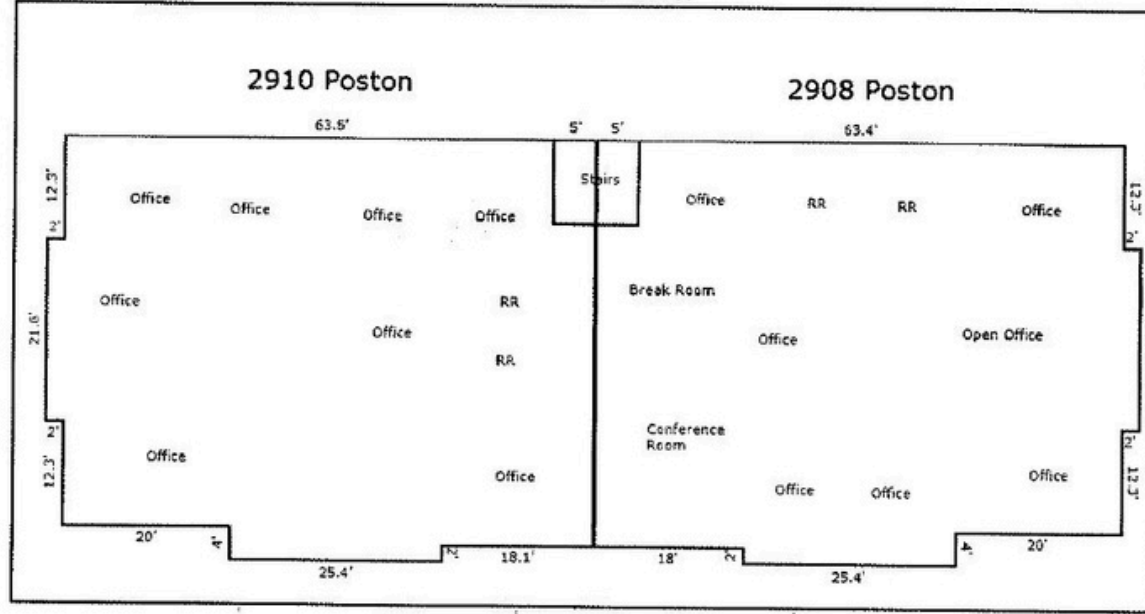 2910 Poston
2908 Poston
63.5'
5'
5'
63.4'
12.3'
Stairs
12.3'
Office
Office
Office
Office
Office
RR
RR
Office
2'
2'
Office
RR
Break Room
21.6'
Office
Office
Open Office
RR
2'
Conference
Room
2'
12.3'
Office
Office
Office
Office
Office
12.3'
20'
4'
2'
18.1'
18'
2'
4'
20'
25.4'
25.4'